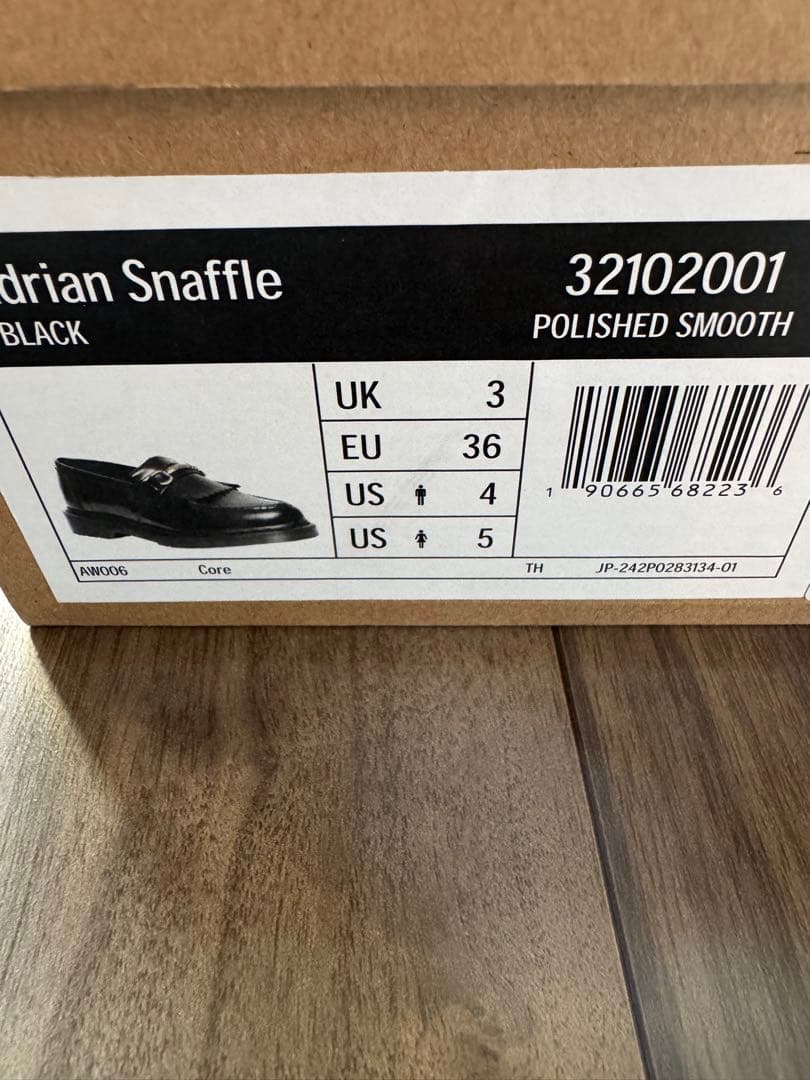 drian Snaffle
BLACK
32102001
POLISHED SMOOTH
UK 3
EU 36
US 4
US 5
1 90665 68223 6
AW006 Core TH JP-242P0283134-01